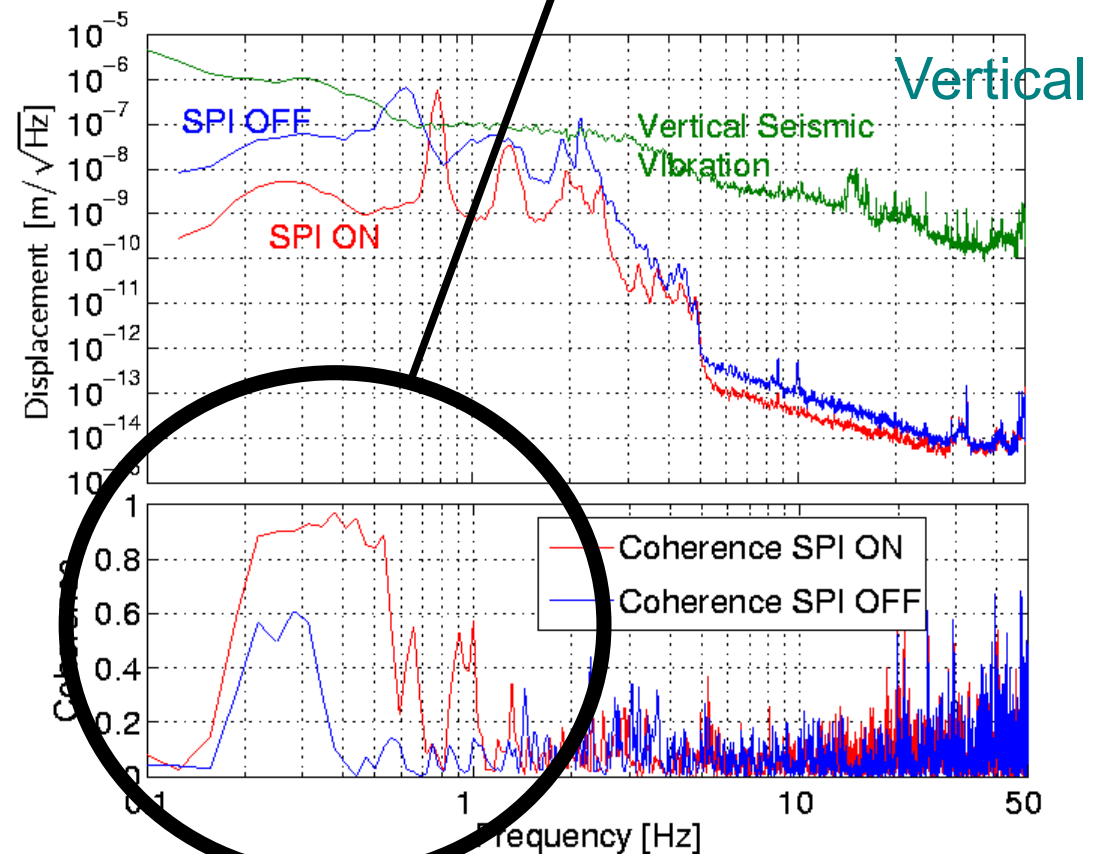 10⁻⁵
Vertical
10⁻⁶
10⁻⁷
SPI OFF
Vertical Seismic
Vibration
10⁻⁸
10⁻⁹
SPI ON
10⁻¹⁰
10⁻¹¹
10⁻¹²
10⁻¹³
10⁻¹⁴
Displacement [m/√Hz]
1
0.8
0.6
0.4
0.2
0
Coherence SPI ON
Coherence SPI OFF
1
10
50
Frequency [Hz]